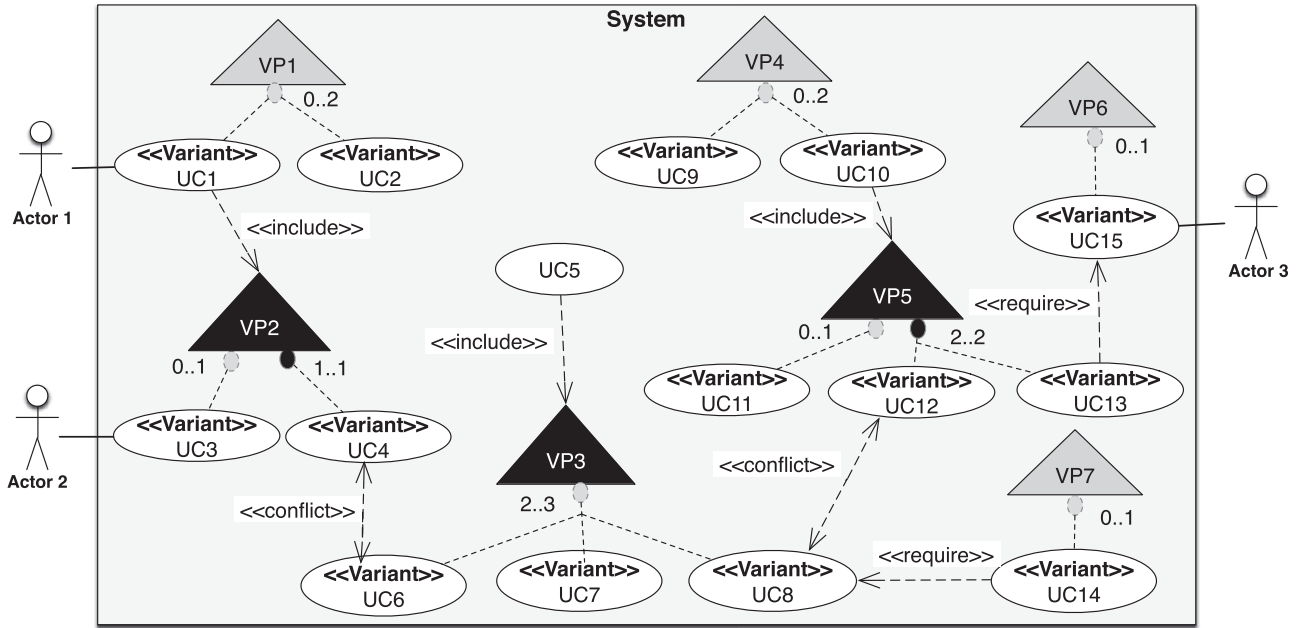 System
VP1
0..2
<<Variant>>
UC1
<<Variant>>
UC2
Actor 1
<<include>>
VP2
0..1
1..1
<<Variant>>
UC3
<<Variant>>
UC4
Actor 2
<<conflict>>
UC5
<<include>>
VP3
2..3
<<Variant>>
UC6
<<Variant>>
UC7
<<Variant>>
UC8
VP4
0..2
<<Variant>>
UC9
<<Variant>>
UC10
<<include>>
VP5
0..1
2..2
<<Variant>>
UC11
<<Variant>>
UC12
<<Variant>>
UC13
<<conflict>>
VP6
0..1
<<Variant>>
UC15
Actor 3
<<require>>
VP7
0..1
<<require>>
<<Variant>>
UC14